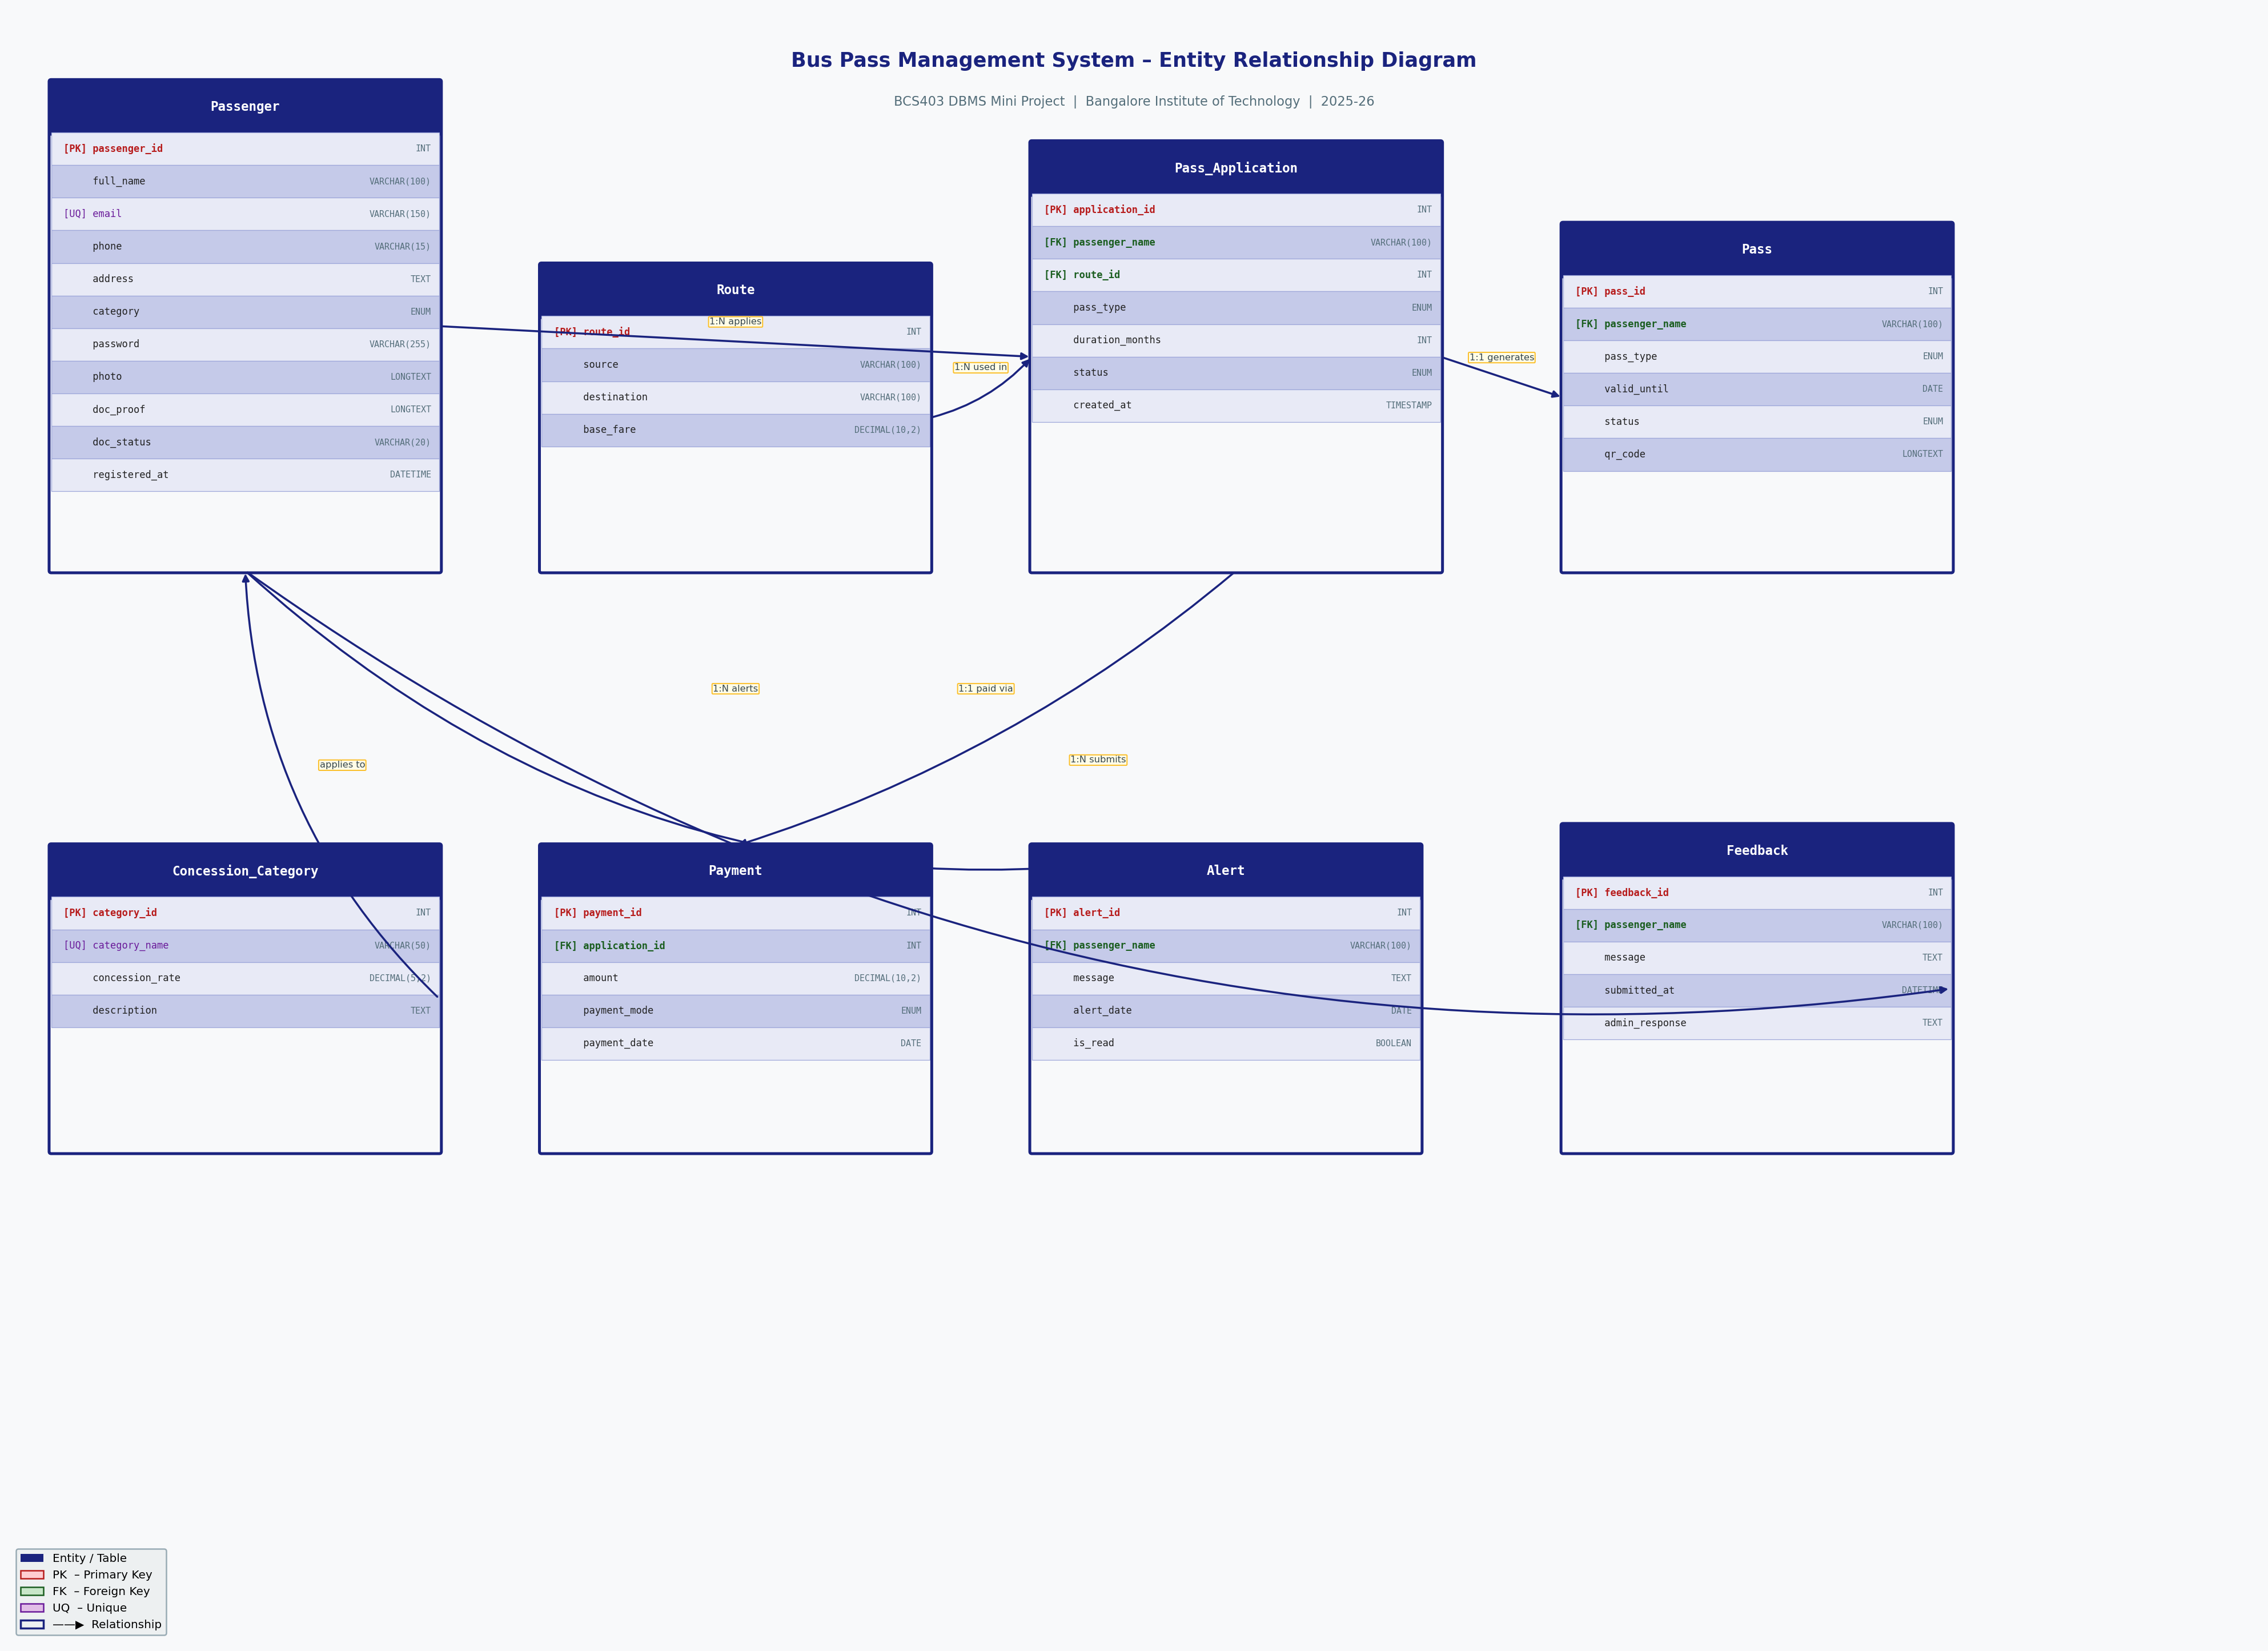 Bus Pass Management System – Entity Relationship Diagram
BCS403 DBMS Mini Project | Bangalore Institute of Technology | 2025-26
Passenger
[PK] passenger_id INT
full_name VARCHAR(100)
[UQ] email VARCHAR(150)
phone VARCHAR(15)
address TEXT
category ENUM
password VARCHAR(255)
photo LONGTEXT
doc_proof LONGTEXT
doc_status VARCHAR(20)
registered_at DATETIME
Route
1:N applies
[PK] route_id INT
source VARCHAR(100)
destination VARCHAR(100)
base_fare DECIMAL(10,2)
1:N used in
Pass_Application
[PK] application_id INT
[FK] passenger_name VARCHAR(100)
[FK] route_id INT
pass_type ENUM
duration_months INT
status ENUM
created_at TIMESTAMP
1:1 generates
Pass
[PK] pass_id INT
[FK] passenger_name VARCHAR(100)
pass_type ENUM
valid_until DATE
status ENUM
qr_code LONGTEXT
1:N alerts
1:1 paid via
1:N submits
applies to
Concession_Category
[PK] category_id INT
[UQ] category_name VARCHAR(50)
concession_rate DECIMAL(5,2)
description TEXT
Payment
[PK] payment_id INT
[FK] application_id INT
amount DECIMAL(10,2)
payment_mode ENUM
payment_date DATE
Alert
[PK] alert_id INT
[FK] passenger_name VARCHAR(100)
message TEXT
alert_date DATE
is_read BOOLEAN
Feedback
[PK] feedback_id INT
[FK] passenger_name VARCHAR(100)
message TEXT
submitted_at DATETIME
admin_response TEXT
Entity / Table
PK – Primary Key
FK – Foreign Key
UQ – Unique
——▶ Relationship